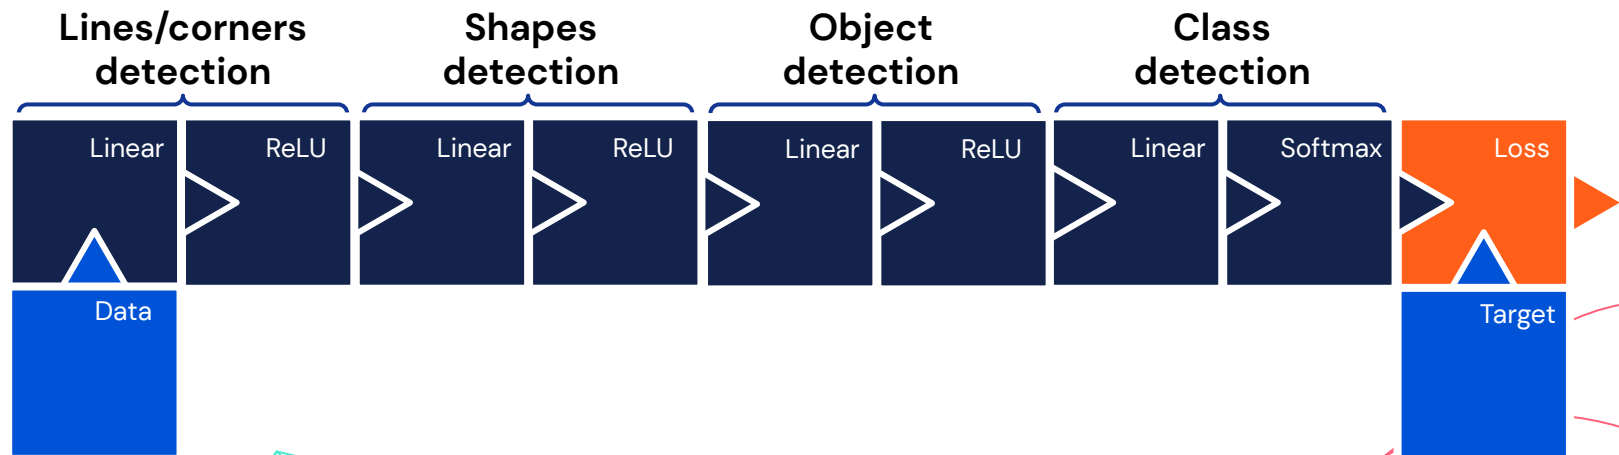 Lines/corners
detection
Shapes
detection
Object
detection
Class
detection
Linear
ReLU
Linear
ReLU
Linear
ReLU
Linear
Softmax
Loss
Data
Target